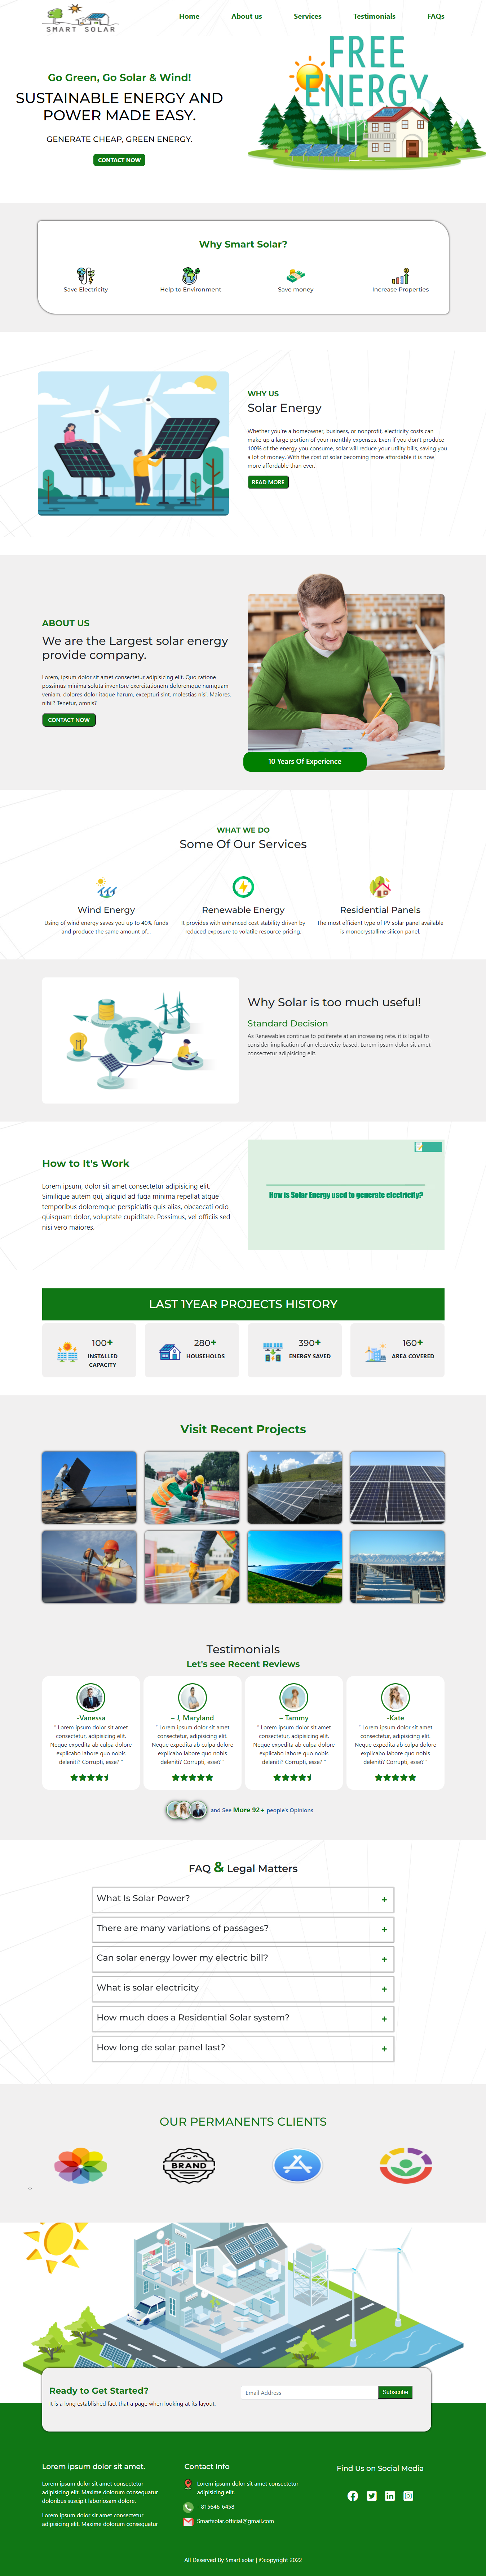 SMART SOLAR
Home About us Services Testimonials FAQs
Go Green, Go Solar & Wind!
SUSTAINABLE ENERGY AND
POWER MADE EASY.
GENERATE CHEAP, GREEN ENERGY.
CONTACT NOW
FREE
ENERGY
Why Smart Solar?
Save Electricity
Help to Environment
Save money
Increase Properties
WHY US
Solar Energy
Whether you're a homeowner, business, or nonprofit, electricity costs can
make up a large portion of your monthly expenses. Even if you don't produce
100% of the energy you consume, solar will reduce your utility bills, saving you
a lot of money. With the cost of solar becoming more affordable it is now
more affordable than ever.
READ MORE
ABOUT US
We are the Largest solar energy
provide company.
Lorem, ipsum dolor sit amet consectetur adipisicing elit. Quo ratione
possimus minima soluta inventore exercitationem doloremque numquam
veniam, dolores dolor itaque harum, excepturi sint, molestias nisi. Maiores,
nihil? Tenetur, omnis?
CONTACT NOW
10 Years Of Experience
WHAT WE DO
Some Of Our Services
Wind Energy
Using of wind energy saves you up to 40% funds
and produce the same amount of...
Renewable Energy
It provides with enhanced cost stability driven by
reduced exposure to volatile resource pricing.
Residential Panels
The most efficient type of PV solar panel available
is monocrystalline silicon panel.
Why Solar is too much useful!
Standard Decision
As Renewables continue to poliferete at an increasing rete. It is logial to
consider implication of an electrecity based. Lorem ipsum dolor sit amet,
consectetur adipisicing elit.
How to It's Work
Lorem ipsum, dolor sit amet consectetur adipisicing elit.
Similique autem qui, aliquid ad fuga minima repellat atque
temporibus doloremque perspiciatis quis alias, obcaecati odio
quisquam dolor, voluptate cupiditate. Possimus, vel officiis sed
nisi vero maiores.
How is Solar Energy used to generate electricity?
LAST 1YEAR PROJECTS HISTORY
100+
INSTALLED
CAPACITY
280+
HOUSEHOLDS
390+
ENERGY SAVED
160+
AREA COVERED
Visit Recent Projects
Testimonials
Let's see Recent Reviews
-Vanessa
" Lorem ipsum dolor sit amet
consectetur, adipisicing elit.
Neque expedita ab culpa dolore
explicabo labore quo nobis
deleniti? Corrupti, esse? "
– J, Maryland
" Lorem ipsum dolor sit amet
consectetur, adipisicing elit.
Neque expedita ab culpa dolore
explicabo labore quo nobis
deleniti? Corrupti, esse? "
– Tammy
" Lorem ipsum dolor sit amet
consectetur, adipisicing elit.
Neque expedita ab culpa dolore
explicabo labore quo nobis
deleniti? Corrupti, esse? "
-Kate
" Lorem ipsum dolor sit amet
consectetur, adipisicing elit.
Neque expedita ab culpa dolore
explicabo labore quo nobis
deleniti? Corrupti, esse? "
and See More 92+ people's Opinions
FAQ & Legal Matters
What Is Solar Power? +
There are many variations of passages? +
Can solar energy lower my electric bill? +
What is solar electricity +
How much does a Residential Solar system? +
How long de solar panel last? +
OUR PERMANENTS CLIENTS
BRAND
Ready to Get Started?
It is a long established fact that a page when looking at its layout.
Email Address
Subscribe
Lorem ipsum dolor sit amet.
Lorem ipsum dolor sit amet consectetur
adipisicing elit. Maxime dolorum consequatur
doloribus suscipit laboriosam dolore.
Lorem ipsum dolor sit amet consectetur
adipisicing elit. Maxime dolorum consequatur
Contact Info
Lorem ipsum dolor sit amet consectetur
adipisicing elit.
+815646-6458
Smartsolar.official@gmail.com
Find Us on Social Media
All Deserved By Smart solar | ©copyright 2022